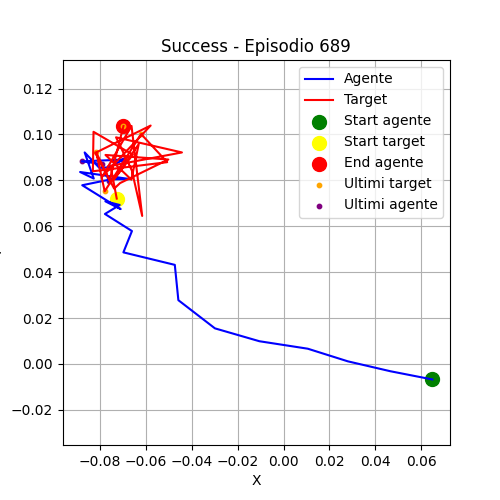 Success - Episodio 689
Agente
Target
Start agente
Start target
End agente
Ultimi target
Ultimi agente
0.12
0.10
0.08
0.06
0.04
0.02
0.00
−0.02
−0.08 −0.06 −0.04 −0.02 0.00 0.02 0.04 0.06
X